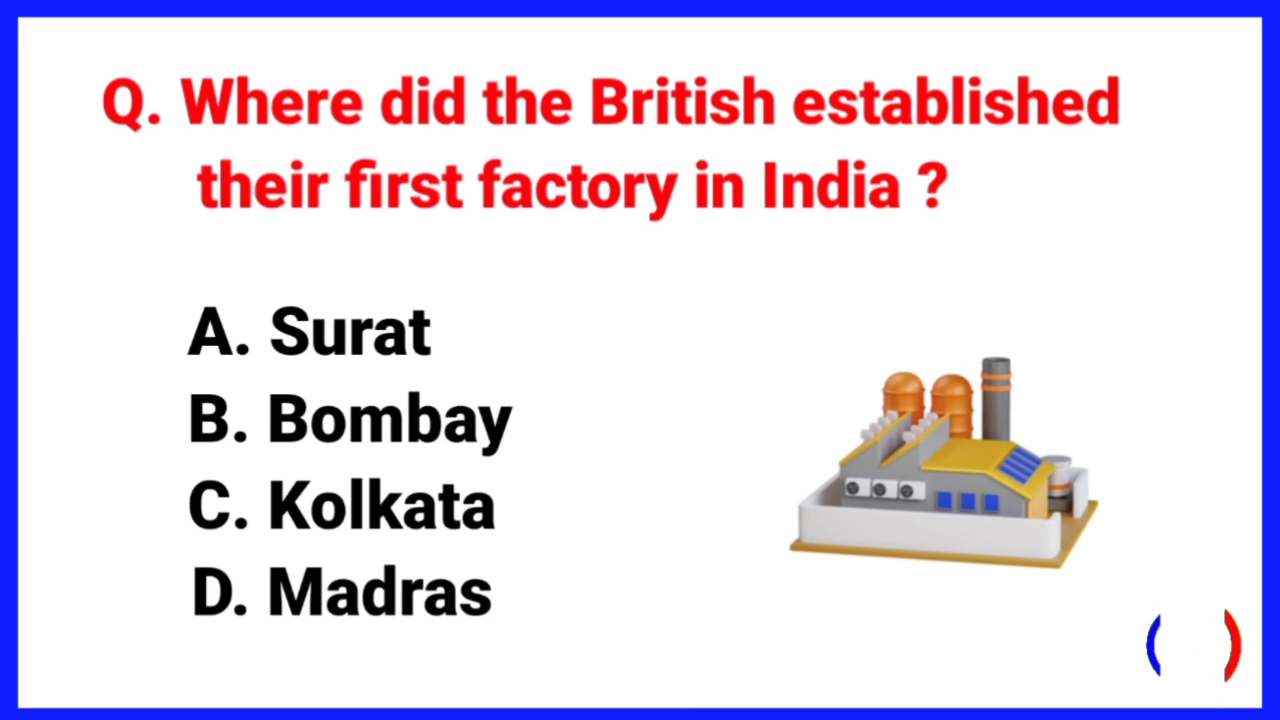 Q. Where did the British established
their first factory in India ?
A. Surat
B. Bombay
C. Kolkata
D. Madras
( )